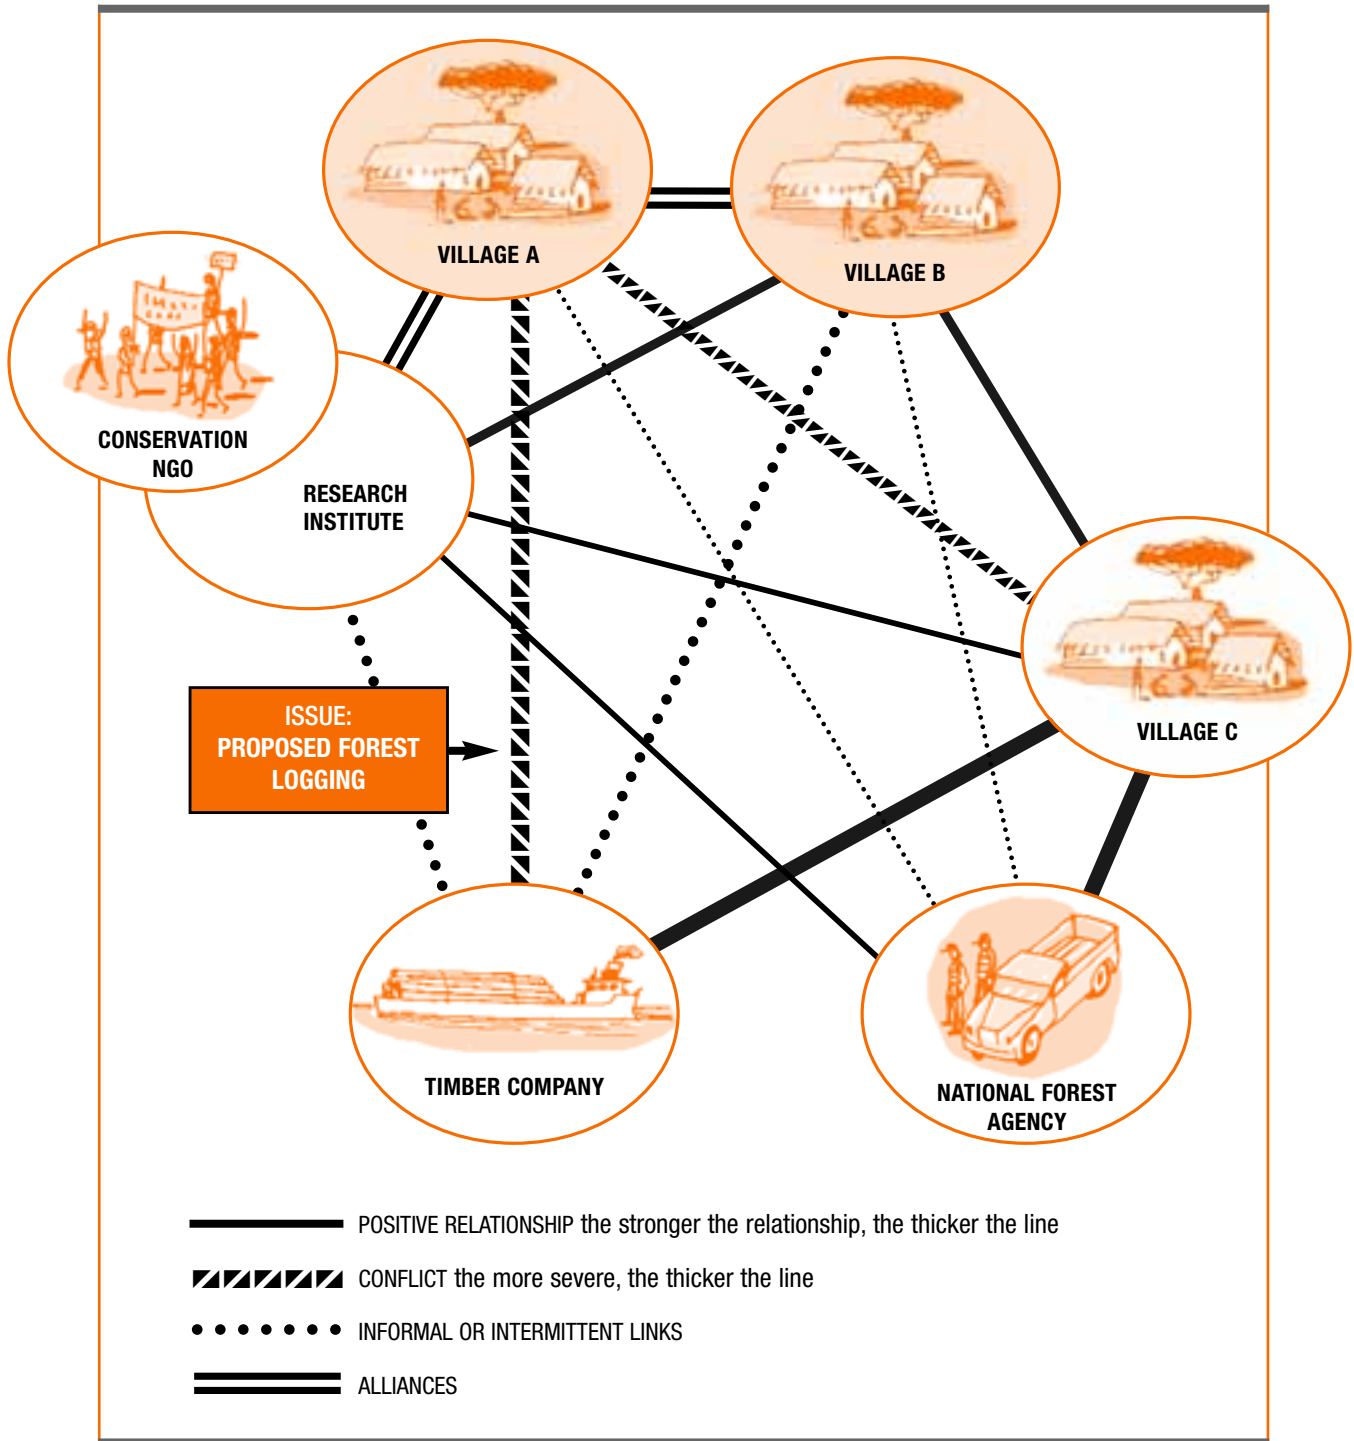 VILLAGE A
VILLAGE B
CONSERVATION
NGO
RESEARCH
INSTITUTE
ISSUE:
PROPOSED FOREST
LOGGING
VILLAGE C
TIMBER COMPANY
NATIONAL FOREST
AGENCY
POSITIVE RELATIONSHIP the stronger the relationship, the thicker the line
CONFLICT the more severe, the thicker the line
INFORMAL OR INTERMITTENT LINKS
ALLIANCES